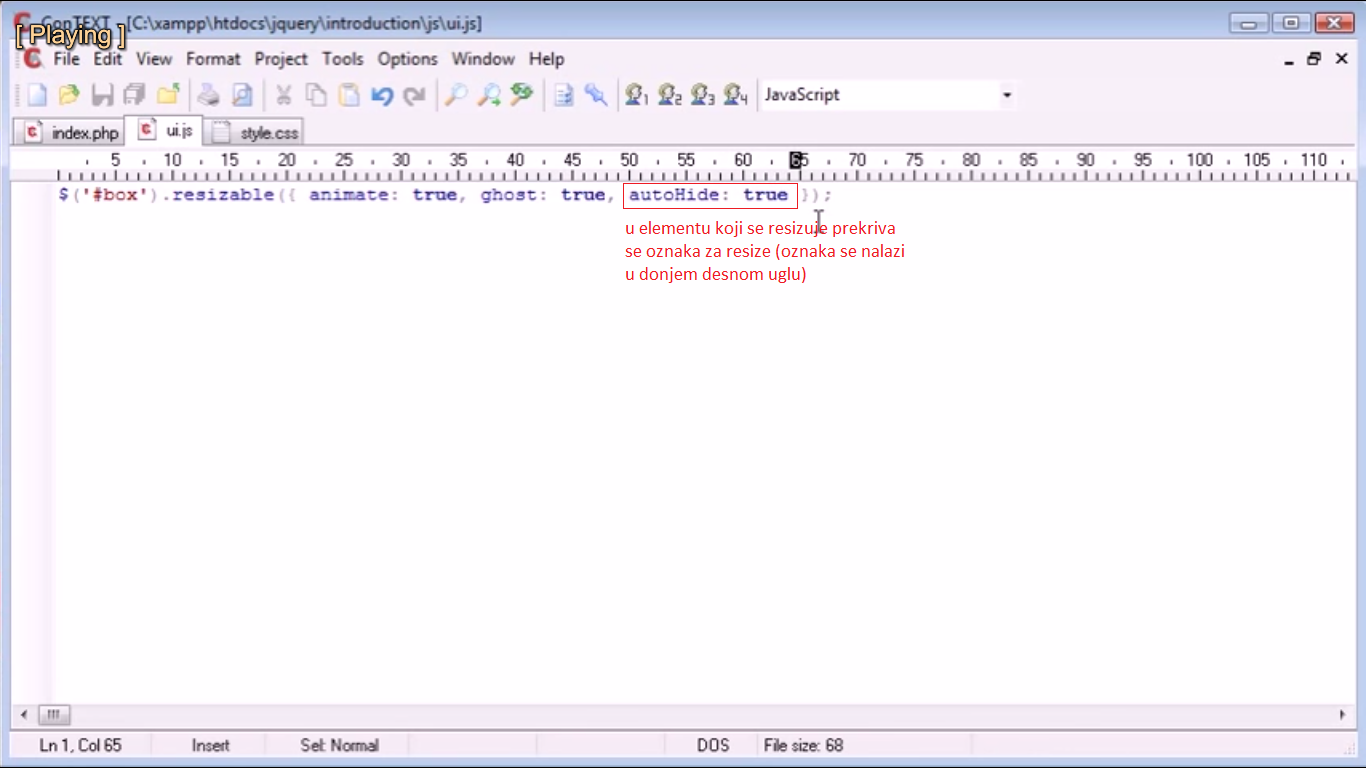 ConTEXT - [C:\xampp\htdocs\jquery\introduction\js\ui.js]
[ Playing ]
File Edit View Format Project Tools Options Window Help
1 2 3 4 JavaScript
index.php ui.js style.css
5 10 15 20 25 30 35 40 45 50 55 60 65 70 75 80 85 90 95 100 105 110
$('#box').resizable({ animate: true, ghost: true, autoHide: true });
u elementu koji se resizuje prekriva
se oznaka za resize (oznaka se nalazi
u donjem desnom uglu)
Ln 1, Col 65 Insert Sel: Normal DOS File size: 68